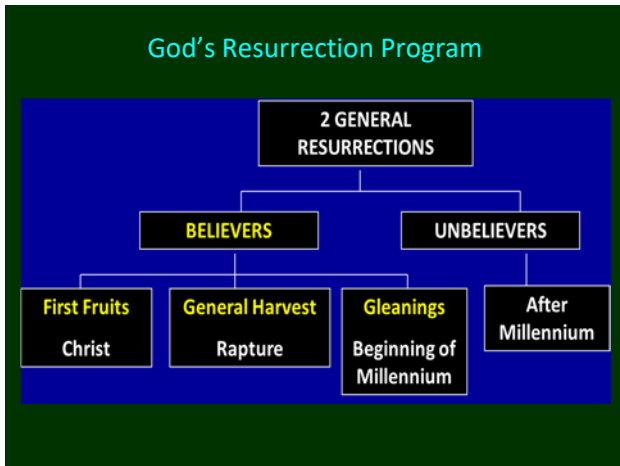 God's Resurrection Program
2 GENERAL
RESURRECTIONS
BELIEVERS
UNBELIEVERS
First Fruits
Christ
General Harvest
Rapture
Gleanings
Beginning of
Millennium
After
Millennium